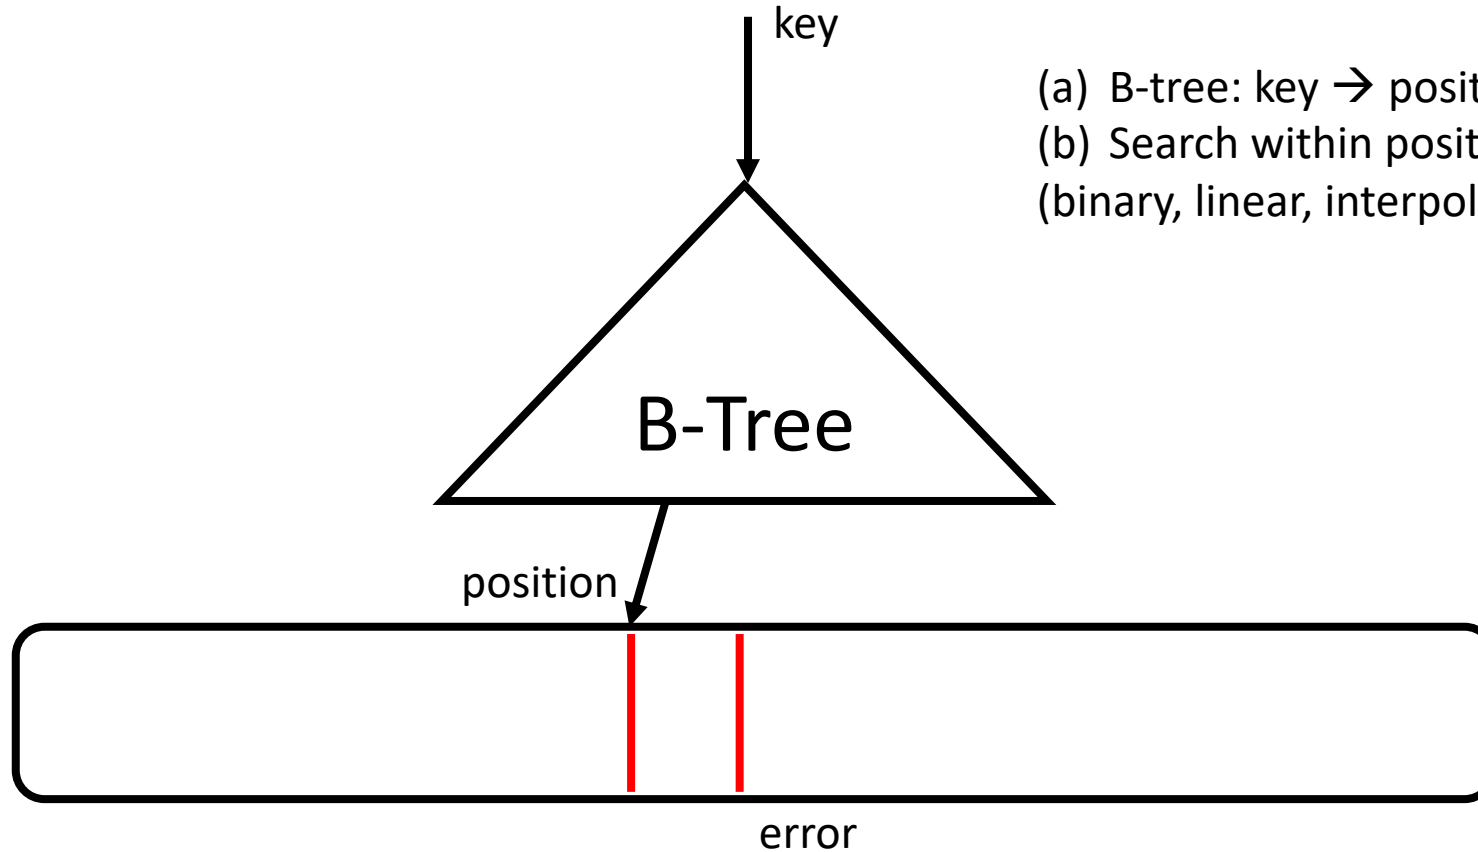 key
(a) B-tree: key → posit
(b) Search within posit
(binary, linear, interpol
B-Tree
position
error